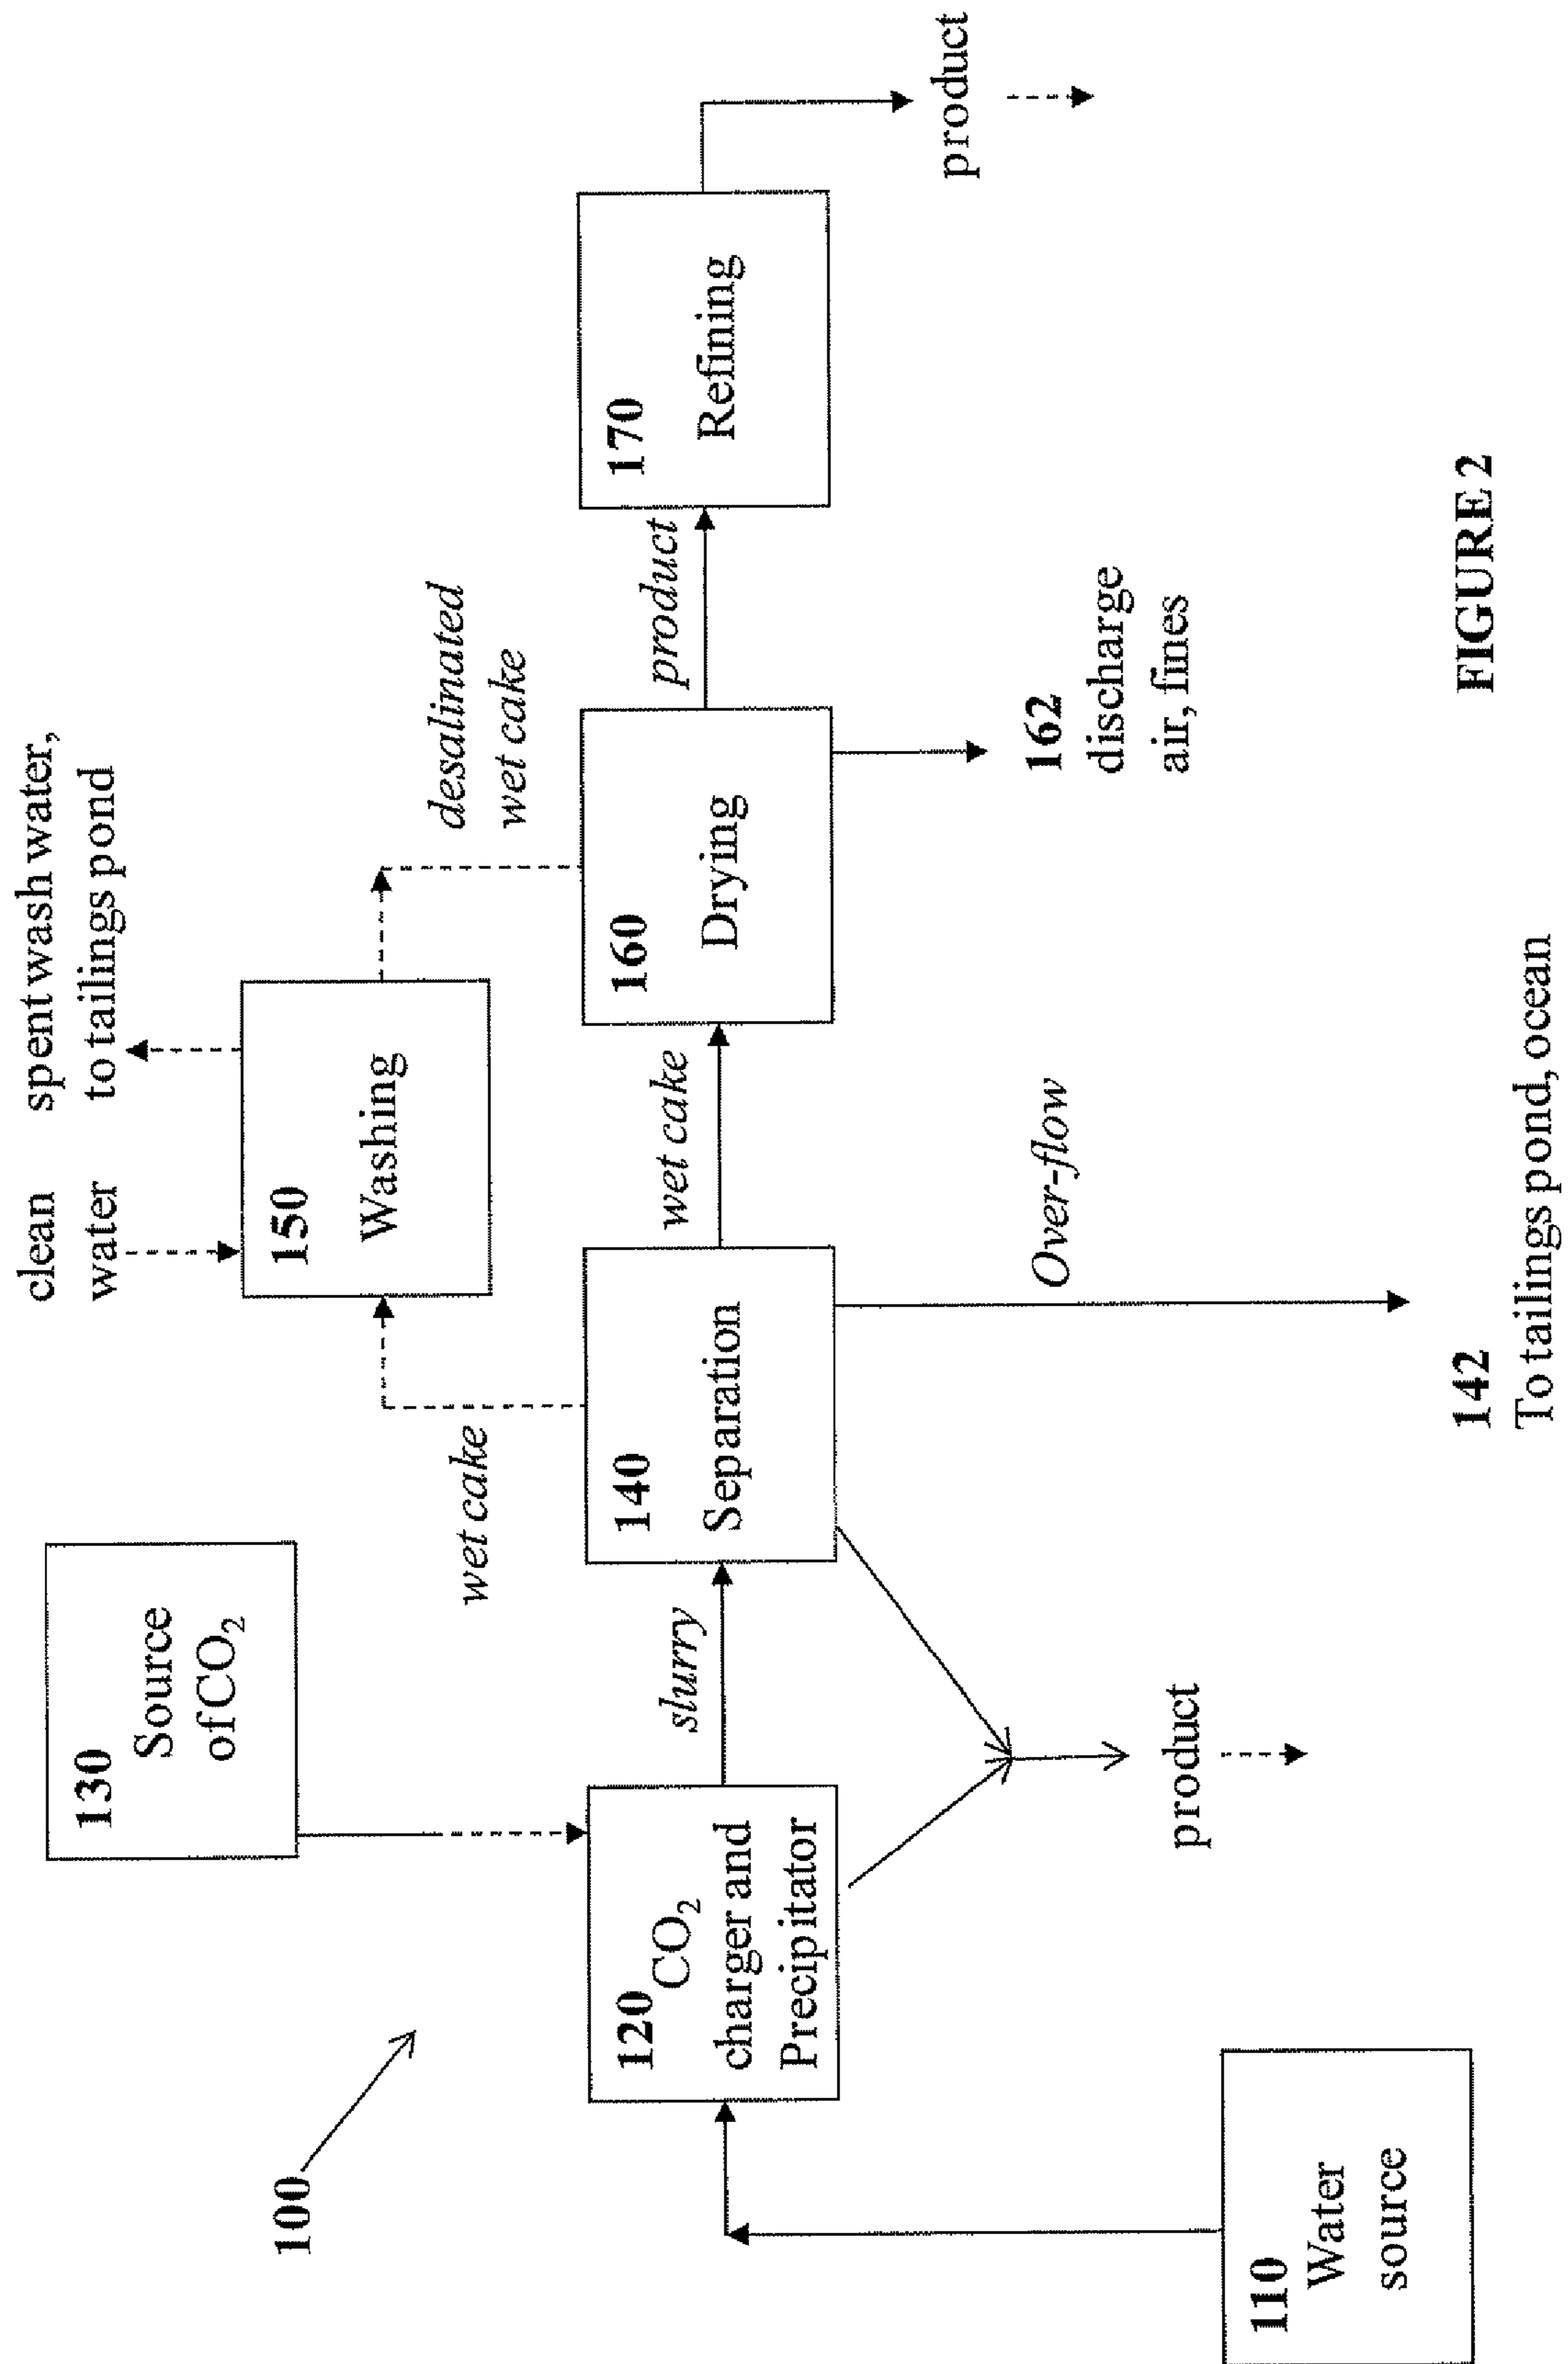 100
110
Water
source
120
CO2
charger and
Precipitator
130
Source
of CO2
slurry
product
140
Separation
wet cake
wet cake
Over-flow
142
To tailings pond, ocean
clean
water
spent wash water,
to tailings pond
150
Washing
desalinated
wet cake
160
Drying
162
discharge
air, fines
product
170
Refining
product
FIGURE 2